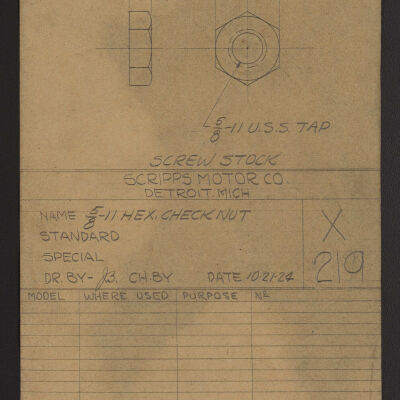 5/8-11 U.S.S. TAP
SCREW STOCK
SCRIPPS MOTOR CO.
DETROIT. MICH
NAME 5/8-11 HEX. CHECK NUT
X
STANDARD
SPECIAL
219
DR. BY- JB. CH. BY DATE 10-21-24
MODEL WHERE USED PURPOSE No